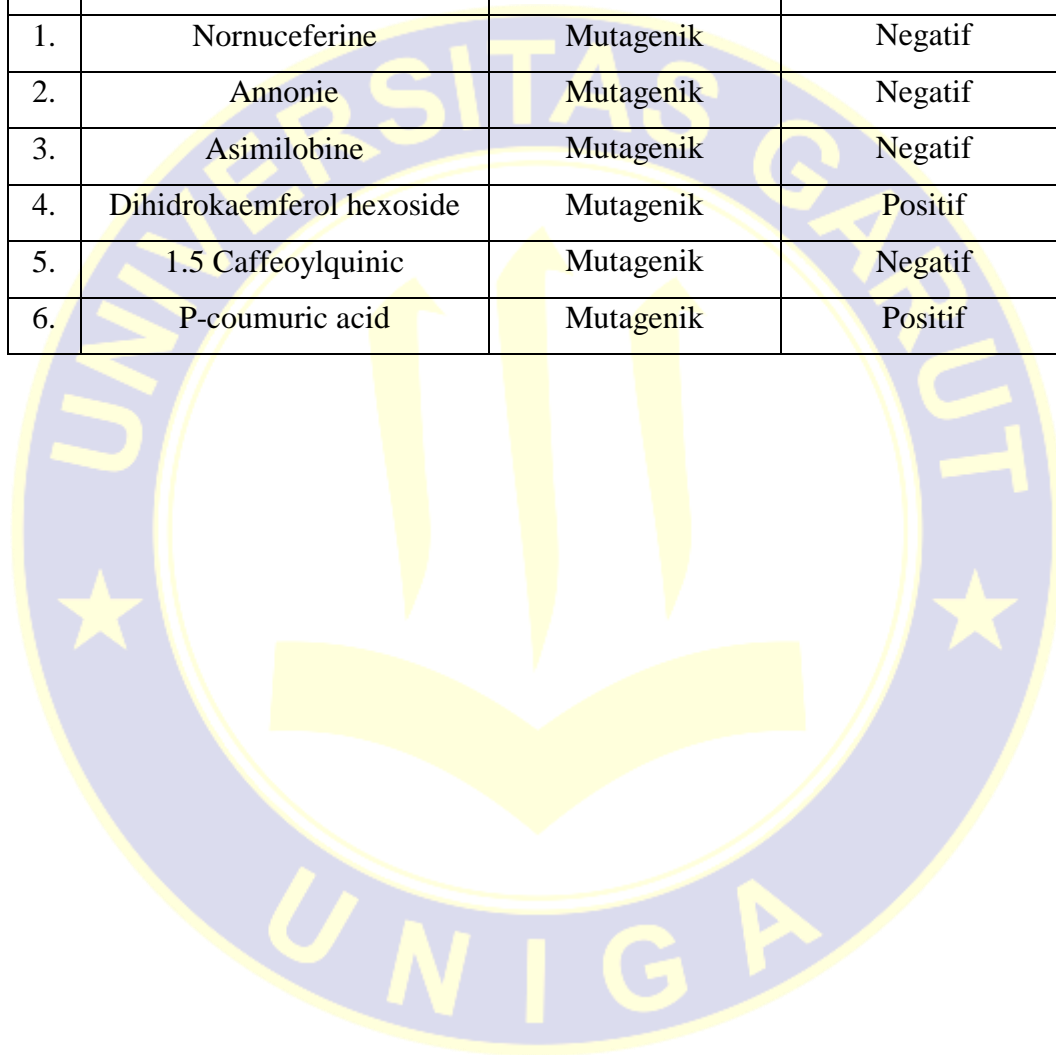 1. Nornuceferine Mutagenik Negatif
2. Annonie Mutagenik Negatif
3. Asimilobine Mutagenik Negatif
4. Dihidrokaemferol hexoside Mutagenik Positif
5. 1.5 Caffeoylquinic Mutagenik Negatif
6. P-coumuric acid Mutagenik Positif
UNIVERSITAS GARUT
UNIGA